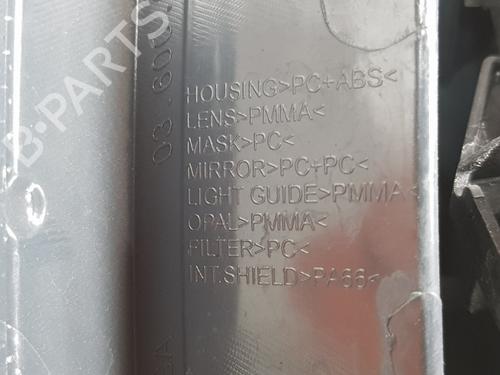 HOUSING>PC+ABS<
LENS>PMMA<
MASK>PC<
MIRROR>PC+PC<
LIGHT GUIDE>PMMA<
OPAL>PMMA<
FILTER>PC<
INT.SHIELD>PA66<
B-PARTS